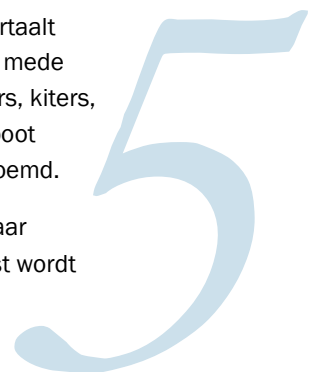 rtaalt
mede
rs, kiters,
oot
oemd.
aar
st wordt
5